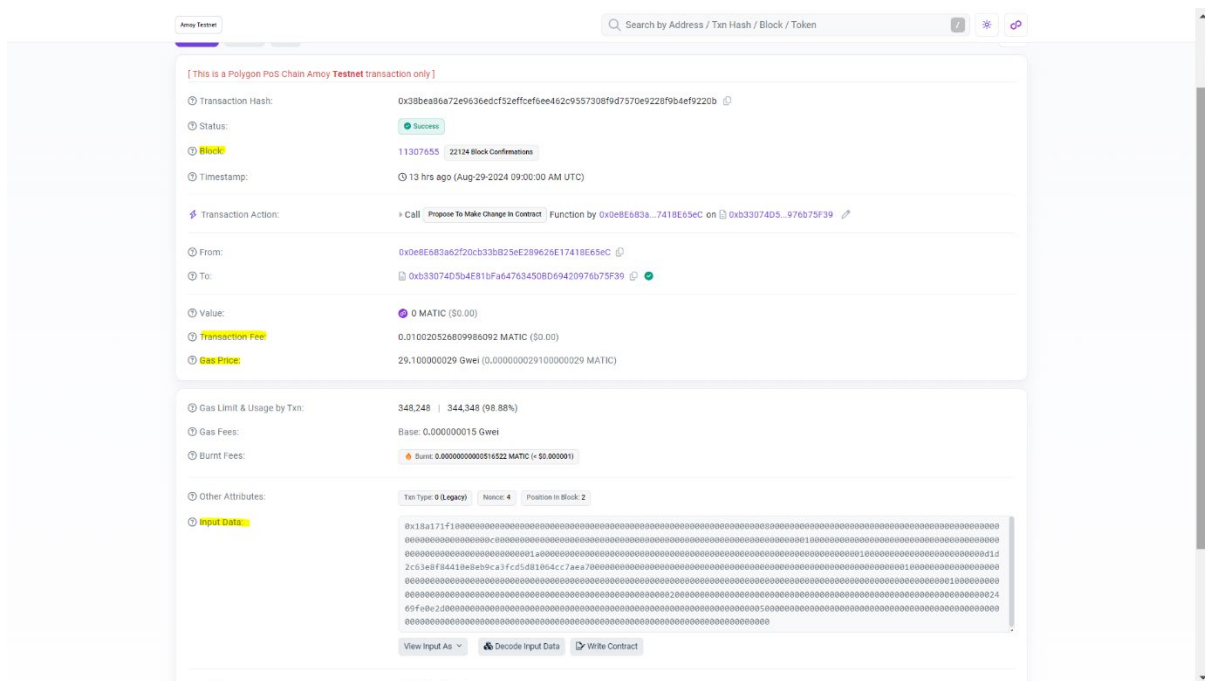 Amoy Testnet
Search by Address / Txn Hash / Block / Token
/
[ This is a Polygon PoS Chain Amoy Testnet transaction only ]
Transaction Hash: 0x38bea86a72e9636edcf52effcef6ee462c9557308f9d7570e9228f9b4ef9220b
Status: Success
Block: 11307655 22124 Block Confirmations
Timestamp: 13 hrs ago (Aug-29-2024 09:00:00 AM UTC)
Transaction Action: Call Propose To Make Change In Contract Function by 0x0e8E683a...7418E65eC on 0xb33074D5...976b75F39
From: 0x0e8E683a62f20cb33bB25eE289626E17418E65eC
To: 0xb33074D5b4E81bFa64763450BD69420976b75F39
Value: 0 MATIC ($0.00)
Transaction Fee: 0.010020526809986092 MATIC ($0.00)
Gas Price: 29.100000029 Gwei (0.000000029100000029 MATIC)
Gas Limit & Usage by Txn: 348,248 | 344,348 (98.88%)
Gas Fees: Base: 0.000000015 Gwei
Burnt Fees: Burnt: 0.00000000000516522 MATIC (< $0.000001)
Other Attributes: Txn Type: 0 (Legacy) Nonce: 4 Position In Block: 2
Input Data:
View Input As Decode Input Data Write Contract